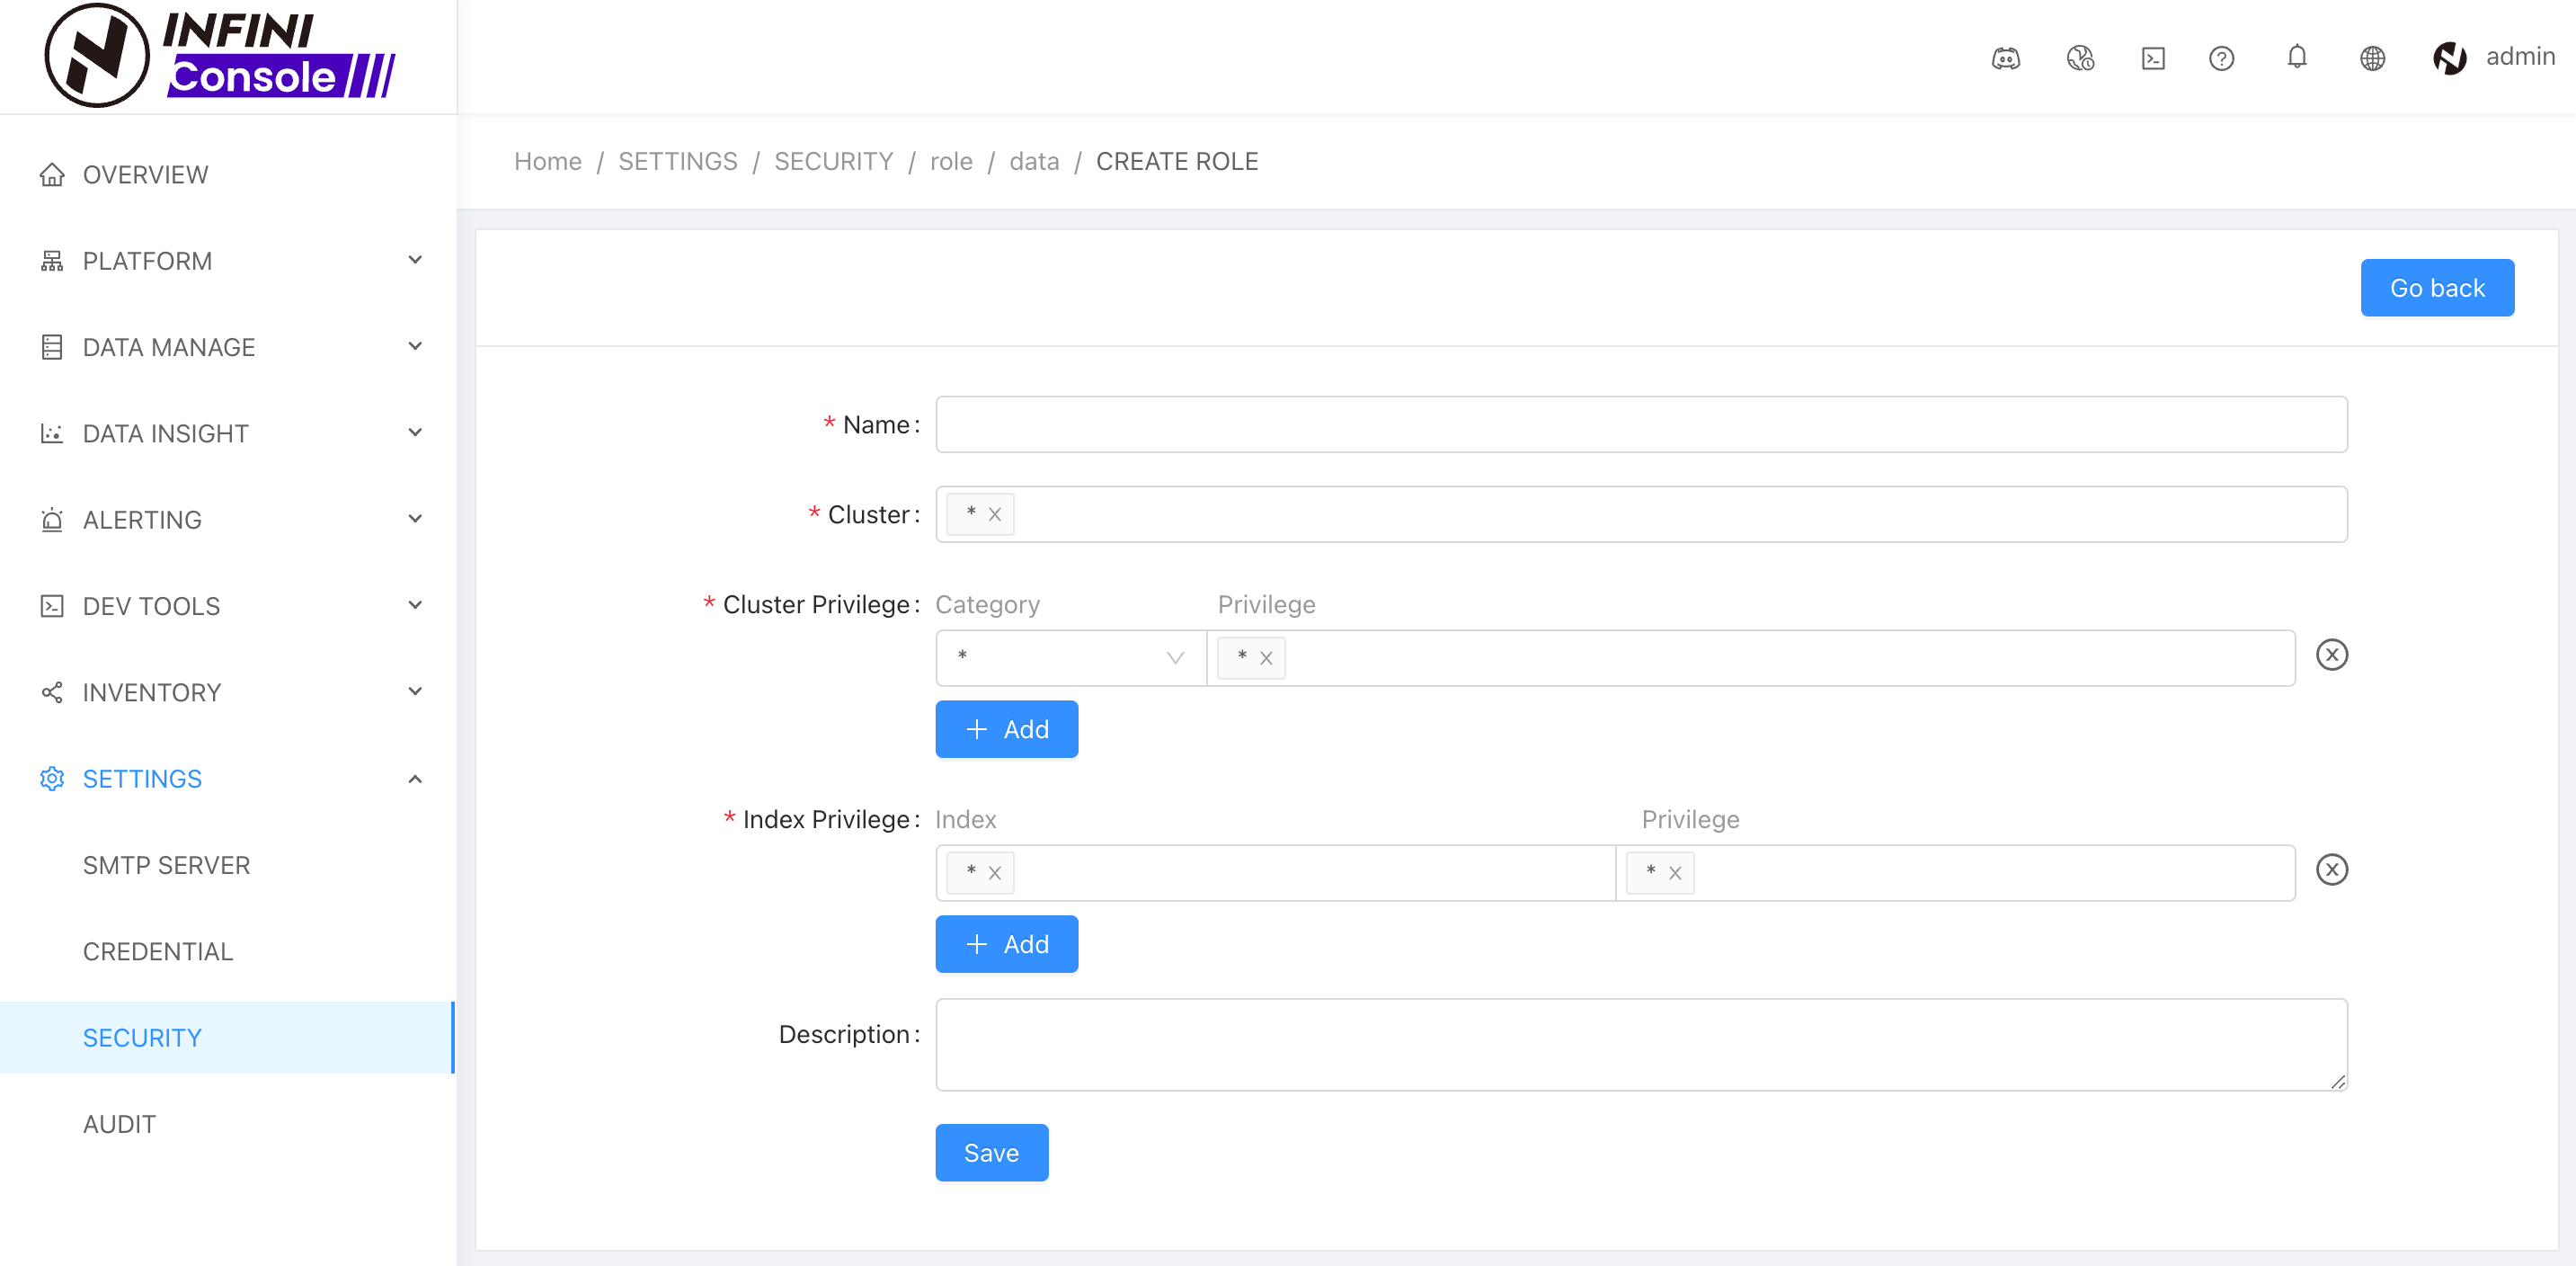 INFINI
Console
admin
Home / SETTINGS / SECURITY / role / data / CREATE ROLE
OVERVIEW
PLATFORM
DATA MANAGE
DATA INSIGHT
ALERTING
DEV TOOLS
INVENTORY
SETTINGS
SMTP SERVER
CREDENTIAL
SECURITY
AUDIT
Go back
* Name:
* Cluster: *
* Cluster Privilege: Category Privilege
* *
+ Add
* Index Privilege: Index Privilege
* *
+ Add
Description:
Save